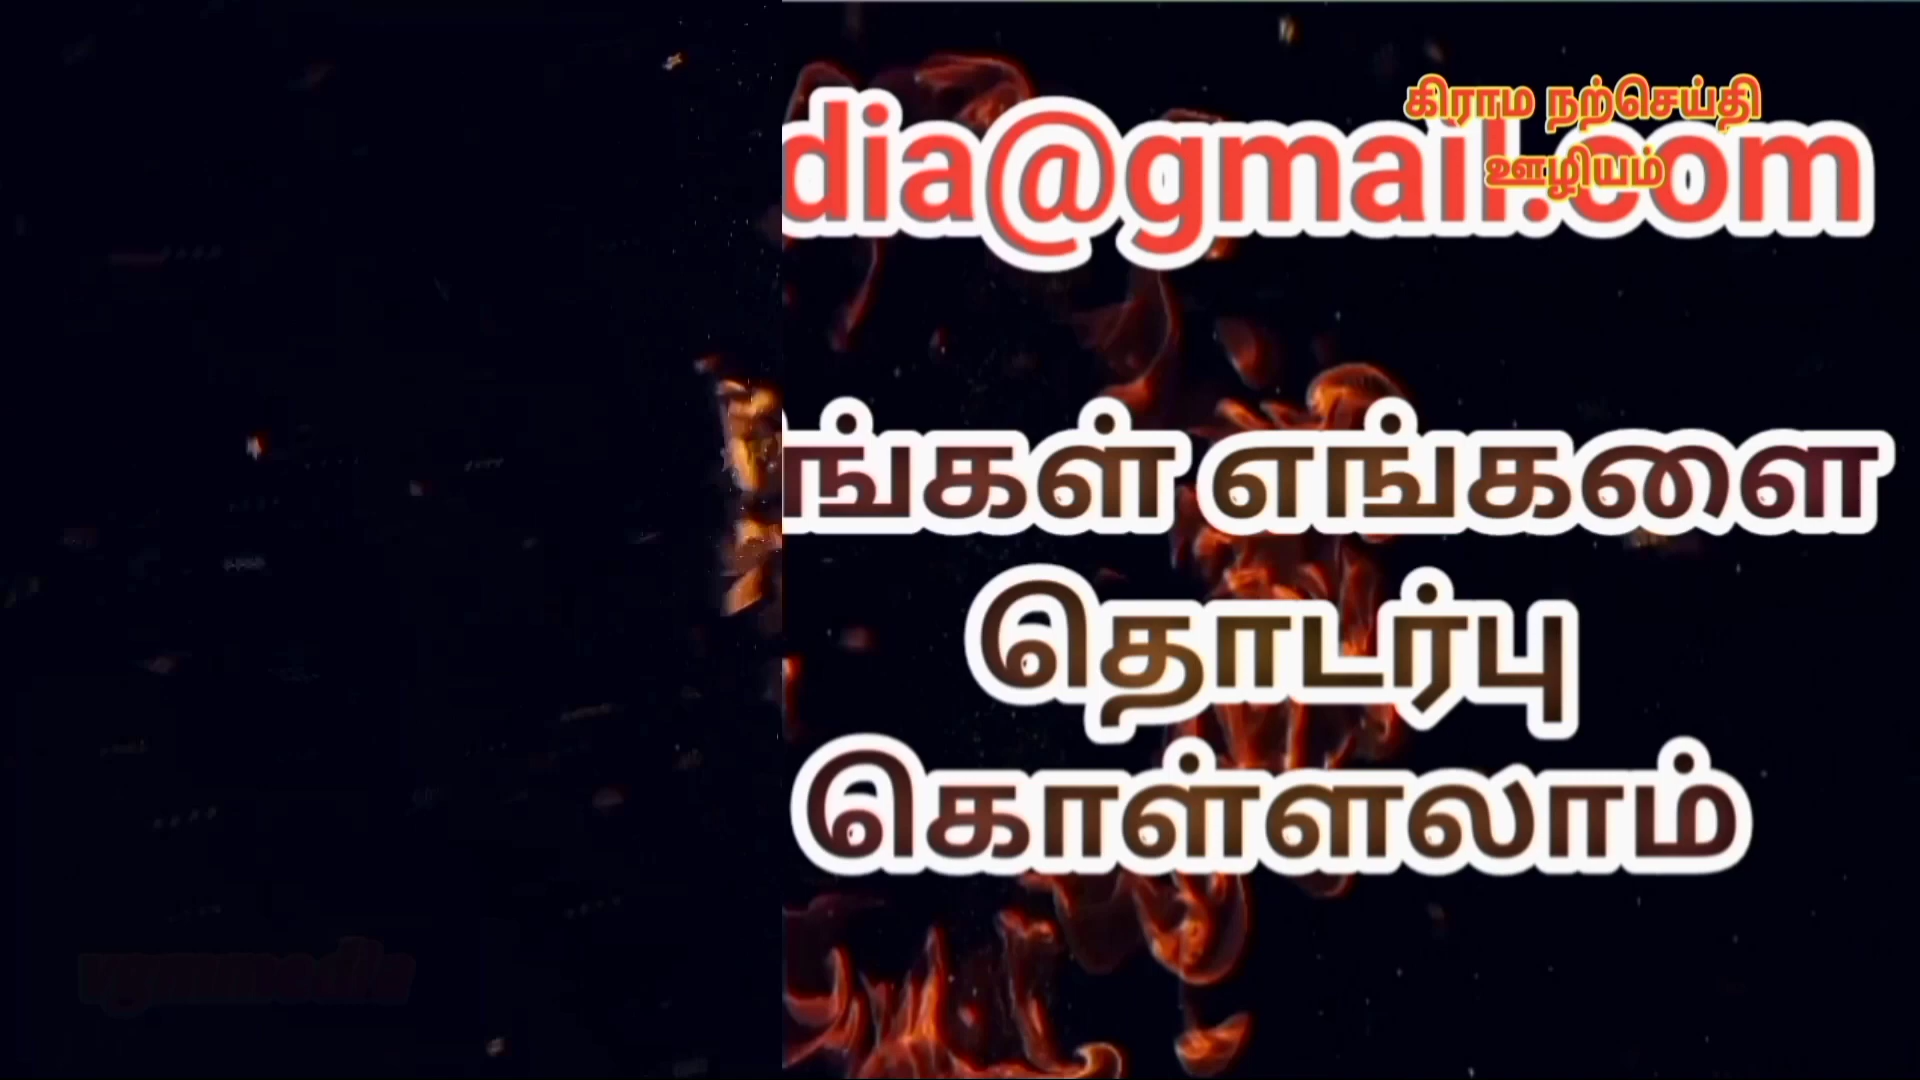 கிராம நற்செய்தி
ஊழியம்
dia@gmail.com
ங்கள் எங்களை
தொடர்பு
கொள்ளலாம்